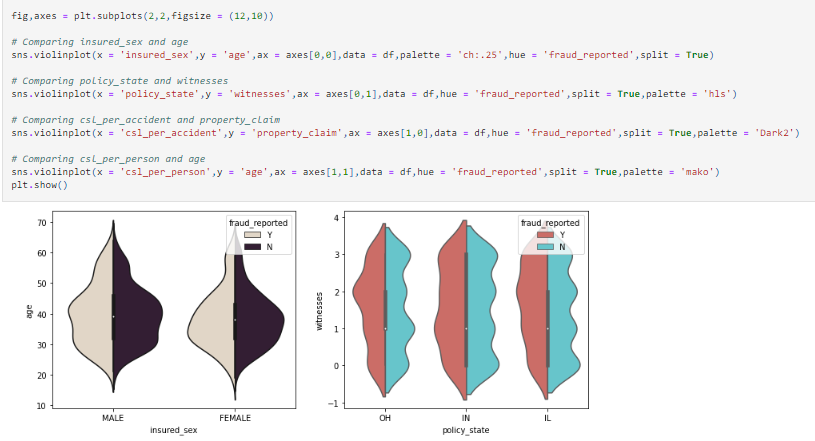 fig,axes = plt.subplots(2,2,figsize = (12,10))
# Comparing insured_sex and age
sns.violinplot(x = 'insured_sex',y = 'age',ax = axes[0,0],data = df,palette = 'ch:.25',hue = 'fraud_reported',split = True)
# Comparing policy_state and witnesses
sns.violinplot(x = 'policy_state',y = 'witnesses',ax = axes[0,1],data = df,hue = 'fraud_reported',split = True,palette = 'hls')
# Comparing csl_per_accident and property_claim
sns.violinplot(x = 'csl_per_accident',y = 'property_claim',ax = axes[1,0],data = df,hue = 'fraud_reported',split = True,palette = 'Dark2')
# Comparing csl_per_person and age
sns.violinplot(x = 'csl_per_person',y = 'age',ax = axes[1,1],data = df,hue = 'fraud_reported',split = True,palette = 'mako')
plt.show()
fraud_reported
Y
N
70
60
50
40
30
20
10
age
MALE FEMALE
insured_sex
fraud_reported
Y
N
4
3
2
1
0
−1
witnesses
OH IN IL
policy_state